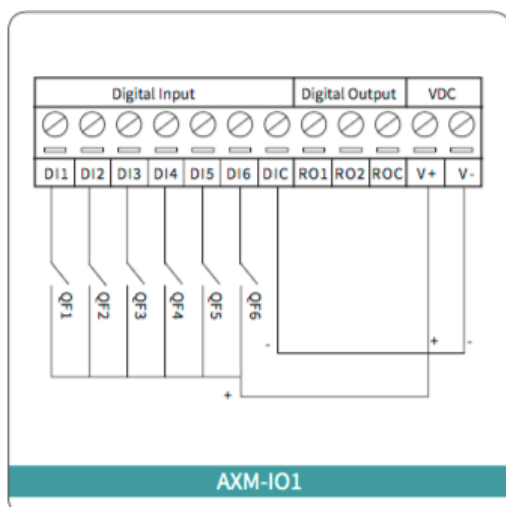 Digital Input Digital Output VDC
DI1 DI2 DI3 DI4 DI5 DI6 DIC RO1 RO2 ROC V+ V-
QF1 QF2 QF3 QF4 QF5 QF6
- + -
+
AXM-IO1